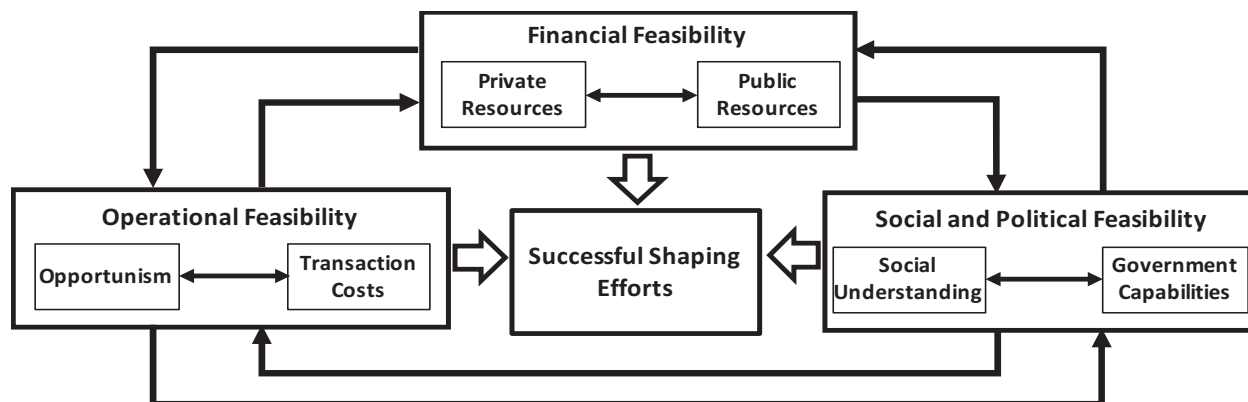 Financial Feasibility
Private
Resources
Public
Resources
Operational Feasibility
Opportunism
Transaction
Costs
Successful Shaping
Efforts
Social and Political Feasibility
Social
Understanding
Government
Capabilities